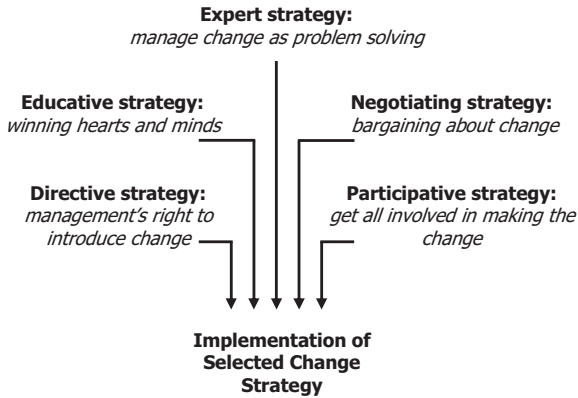 Expert strategy:
manage change as problem solving
Educative strategy:
winning hearts and minds
Negotiating strategy:
bargaining about change
Directive strategy:
management's right to
introduce change
Participative strategy:
get all involved in making the
change
Implementation of
Selected Change
Strategy